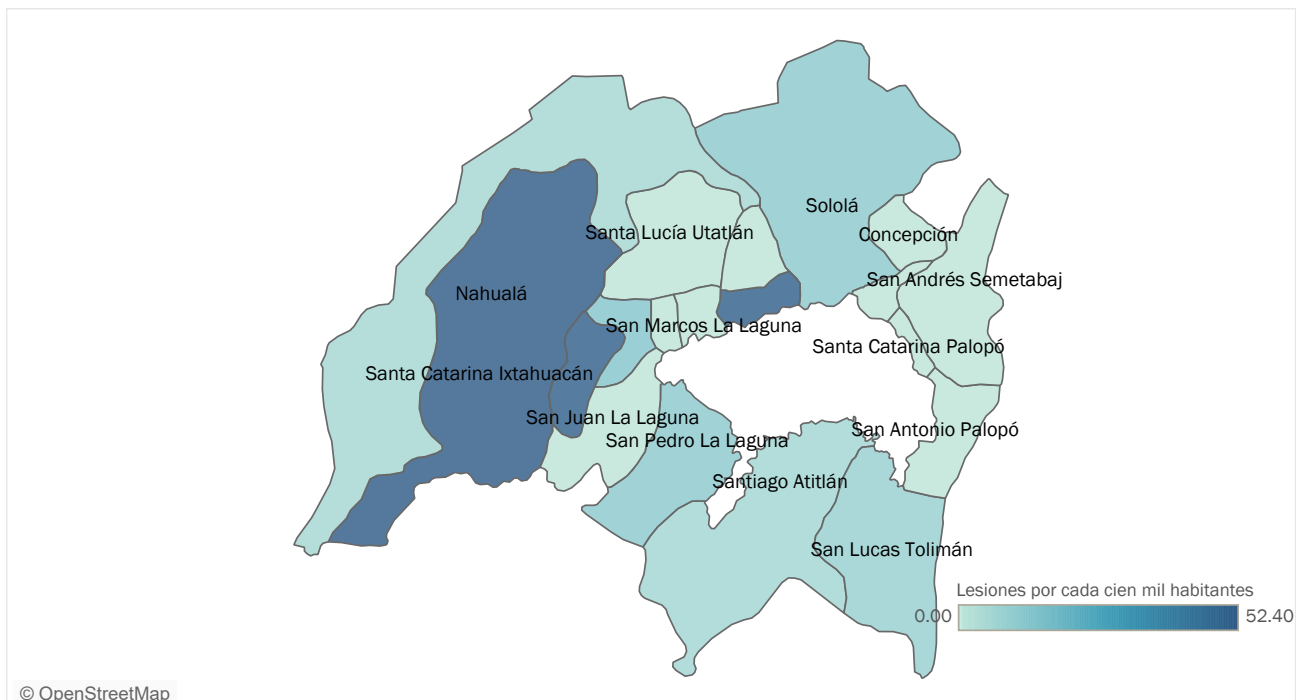 Sololá
Santa Lucía Utatlán
Concepción
San Andrés Semetabaj
Nahualá
San Marcos La Laguna
Santa Catarina Palopó
Santa Catarina Ixtahuacán
San Juan La Laguna
San Antonio Palopó
San Pedro La Laguna
Santiago Atitlán
San Lucas Tolimán
Lesiones por cada cien mil habitantes
0.00 52.40
© OpenStreetMap